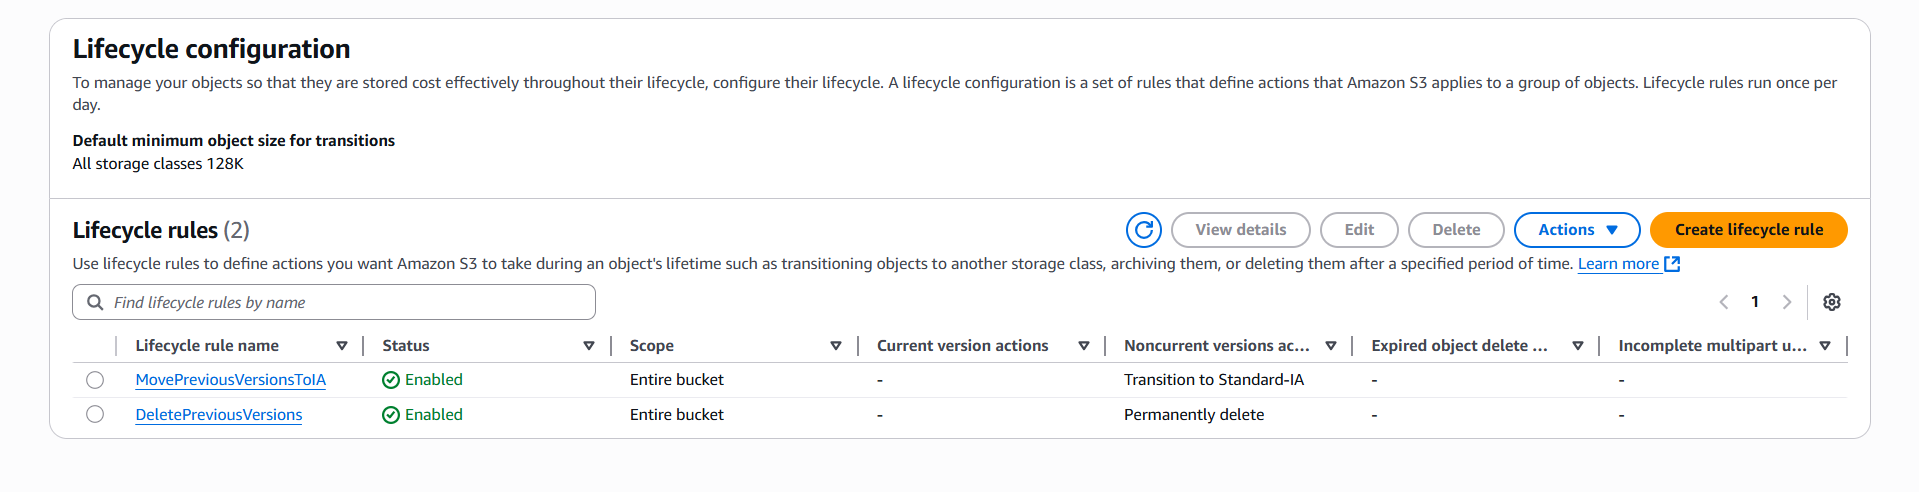 Lifecycle configuration
To manage your objects so that they are stored cost effectively throughout their lifecycle, configure their lifecycle. A lifecycle configuration is a set of rules that define actions that Amazon S3 applies to a group of objects. Lifecycle rules run once per
day.
Default minimum object size for transitions
All storage classes 128K
Lifecycle rules (2)
View details
Edit
Delete
Actions
Create lifecycle rule
Use lifecycle rules to define actions you want Amazon S3 to take during an object's lifetime such as transitioning objects to another storage class, archiving them, or deleting them after a specified period of time. Learn more
Find lifecycle rules by name
1
Lifecycle rule name Status Scope Current version actions Noncurrent versions ac... Expired object delete ... Incomplete multipart u...
MovePreviousVersionsToIA Enabled Entire bucket - Transition to Standard-IA - -
DeletePreviousVersions Enabled Entire bucket - Permanently delete - -